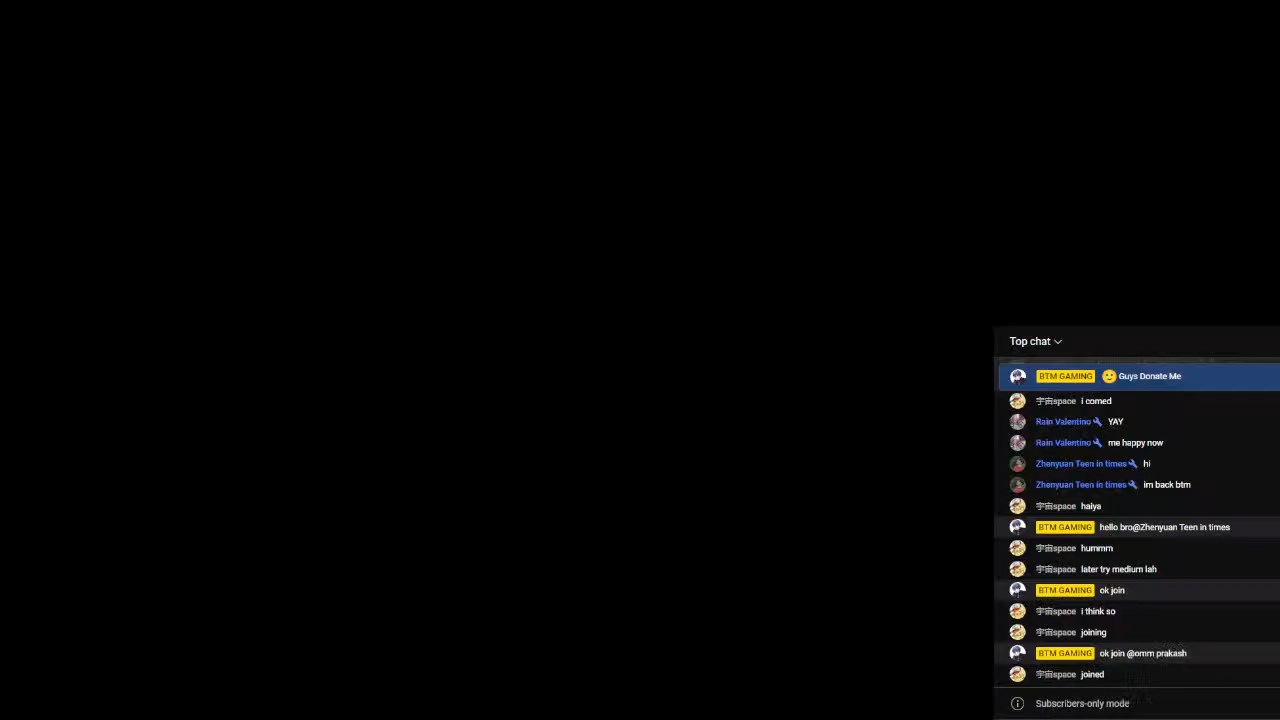 Top chat
BTM GAMING 🙂 Guys Donate Me
宇宙space i comed
Rain Valentino YAY
Rain Valentino me happy now
Zhenyuan Teen in times hi
Zhenyuan Teen in times im back btm
宇宙space haiya
BTM GAMING hello bro@Zhenyuan Teen in times
宇宙space hummm
宇宙space later try medium lah
BTM GAMING ok join
宇宙space i think so
宇宙space joining
BTM GAMING ok join @omm prakash
宇宙space joined
Subscribers-only mode